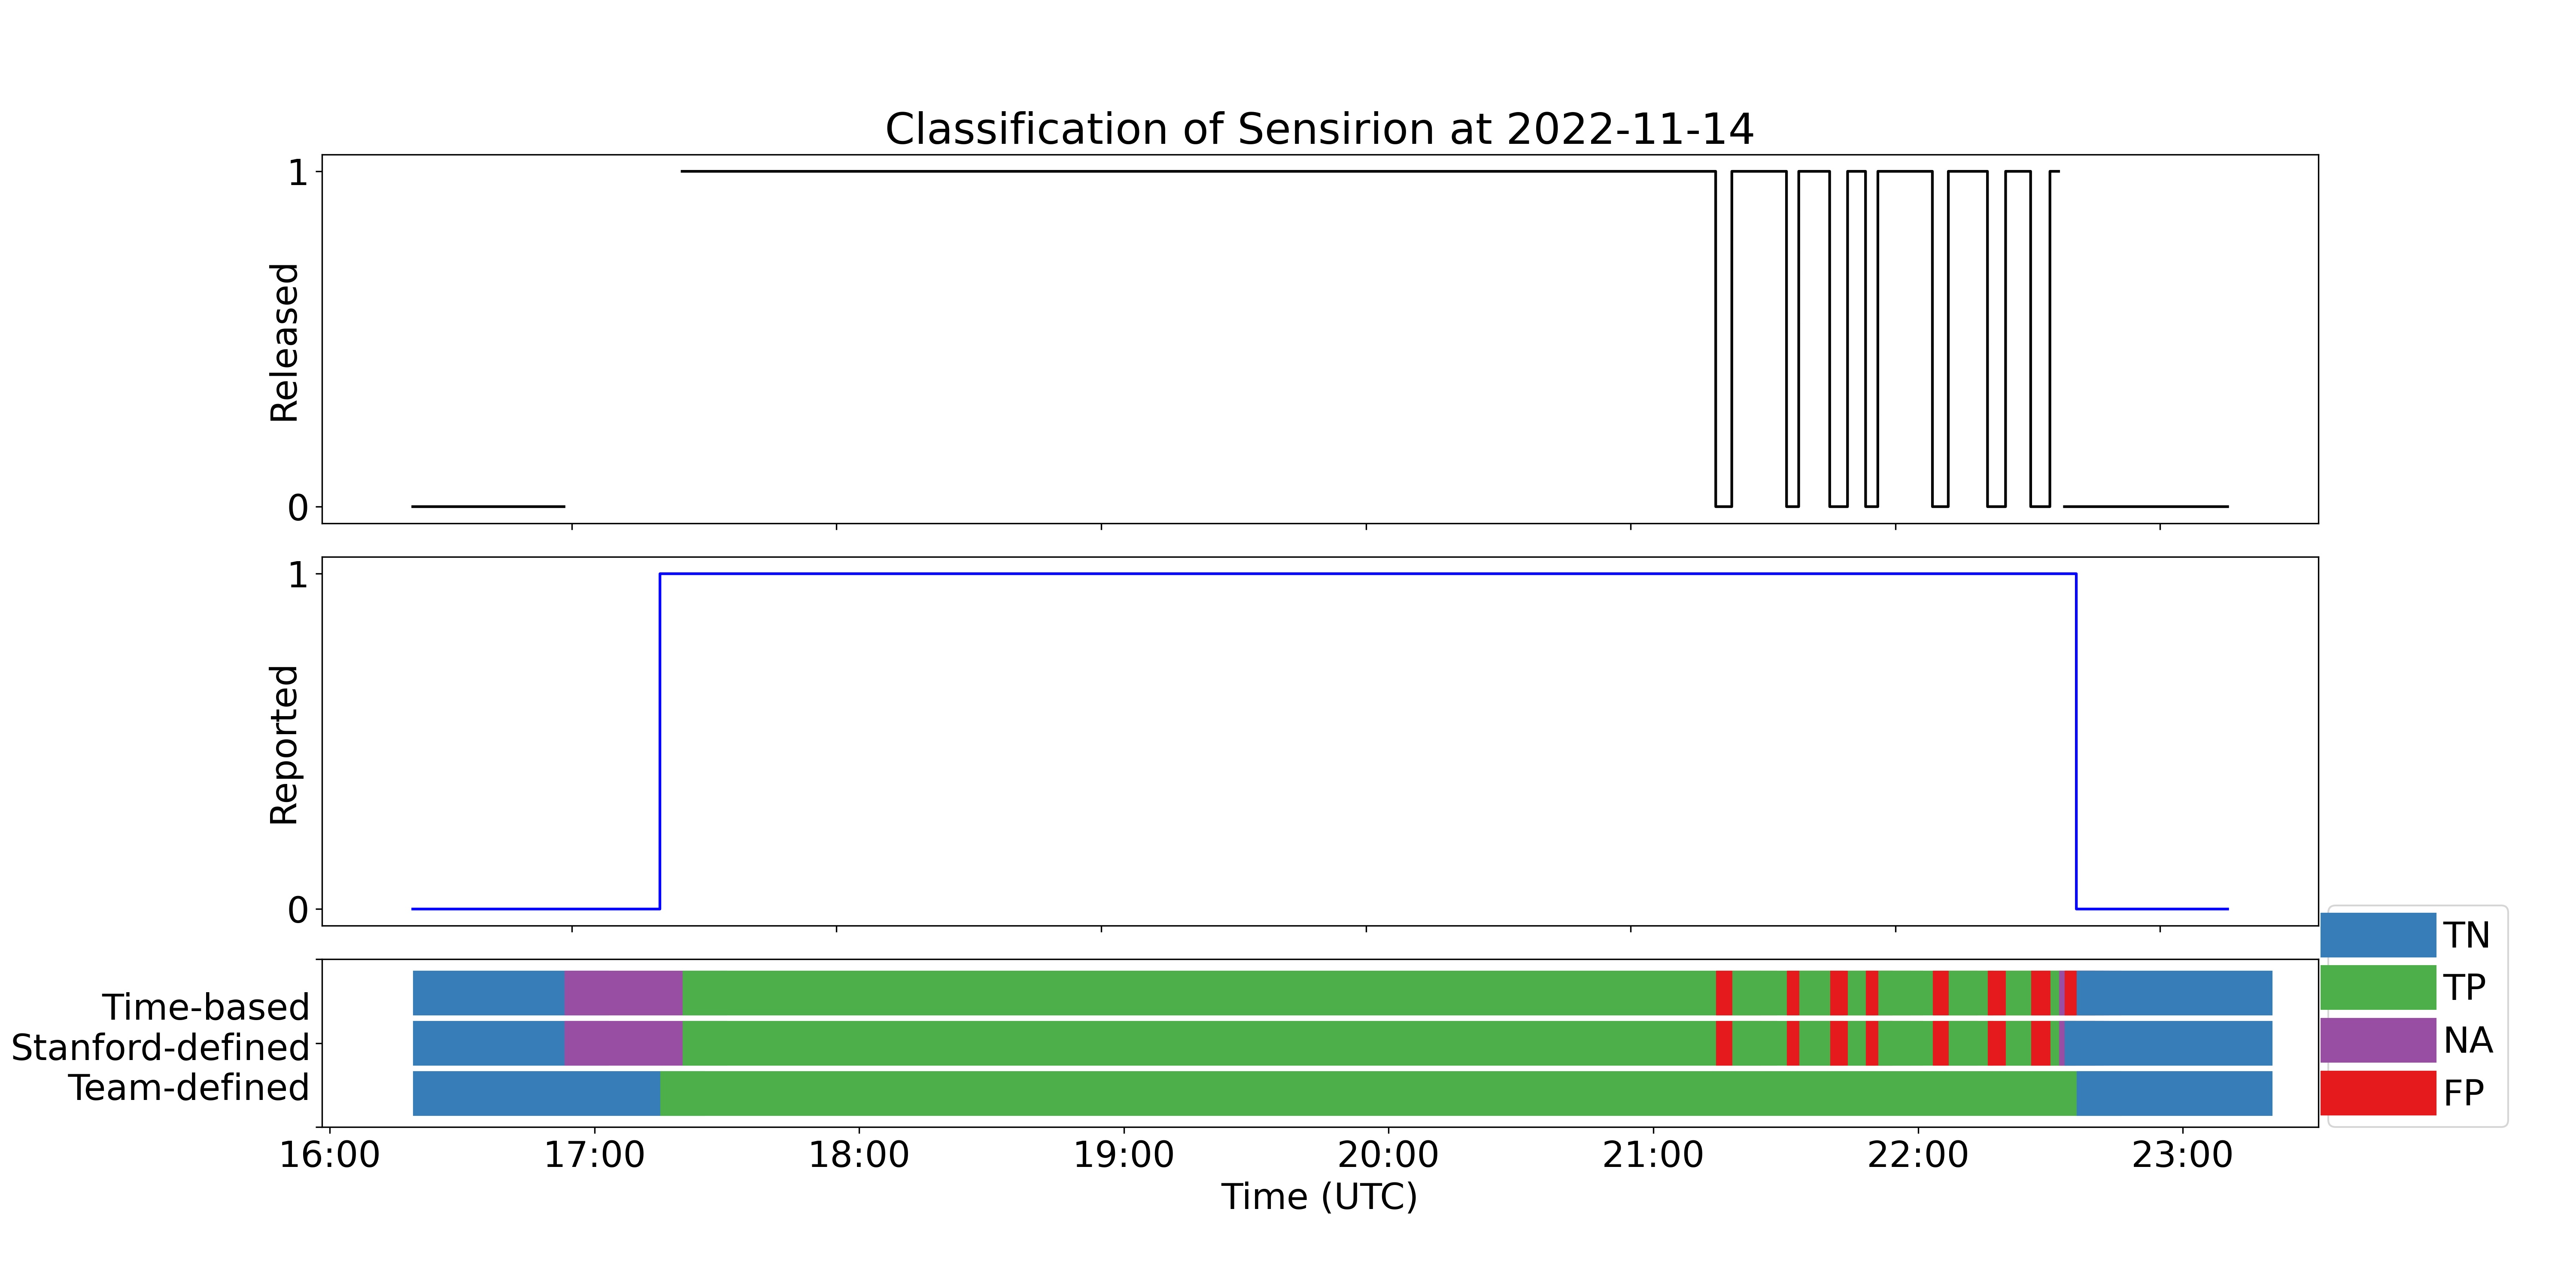 Classification of Sensirion at 2022-11-14
1
Released
0
1
Reported
0
TN
TP
NA
FP
Time-based
Stanford-defined
Team-defined
16:00 17:00 18:00 19:00 20:00 21:00 22:00 23:00
Time (UTC)